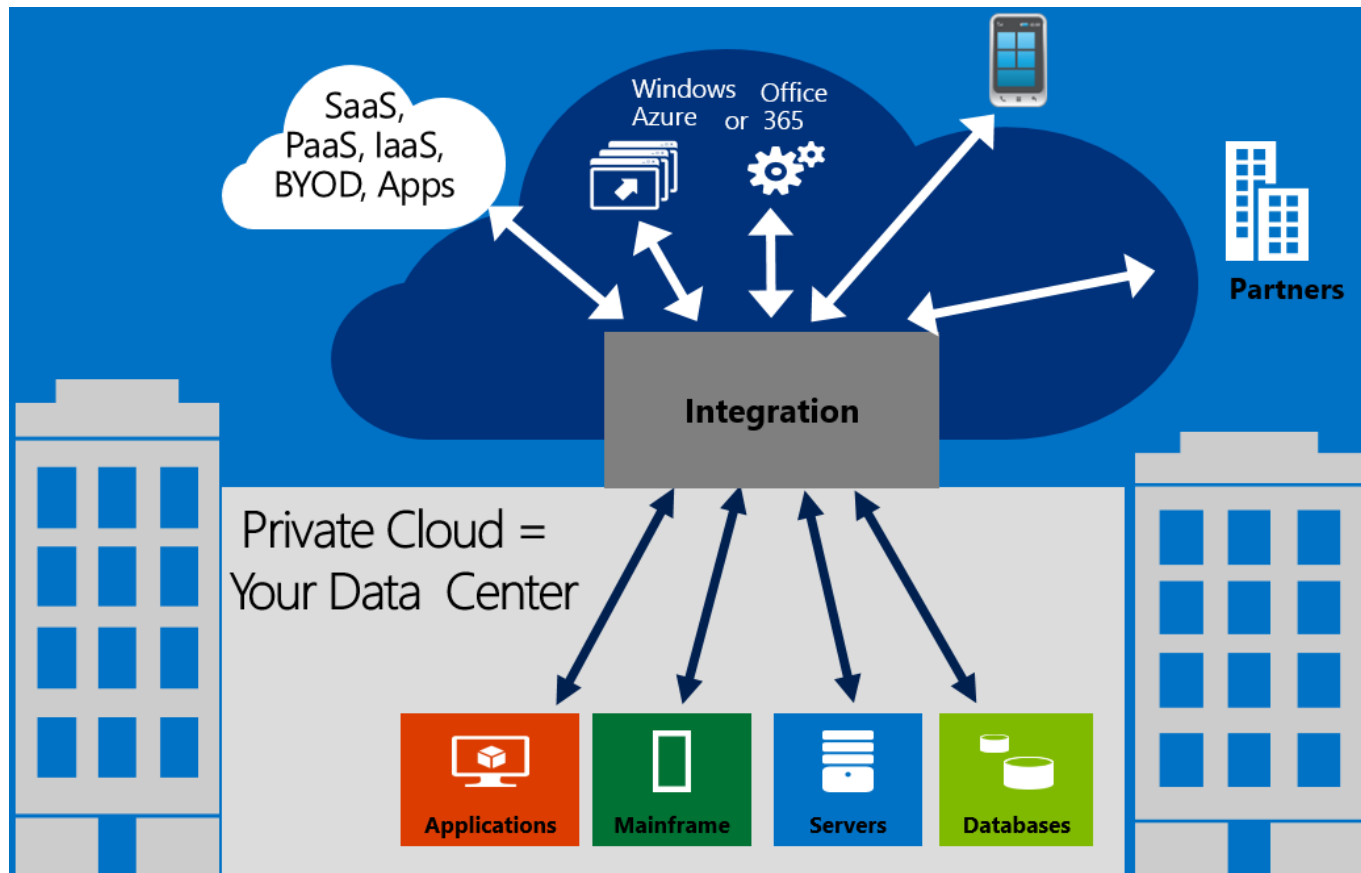 SaaS,
PaaS, IaaS,
BYOD, Apps
Windows
Azure or
Office
365
Partners
Integration
Private Cloud =
Your Data Center
Applications
Mainframe
Servers
Databases